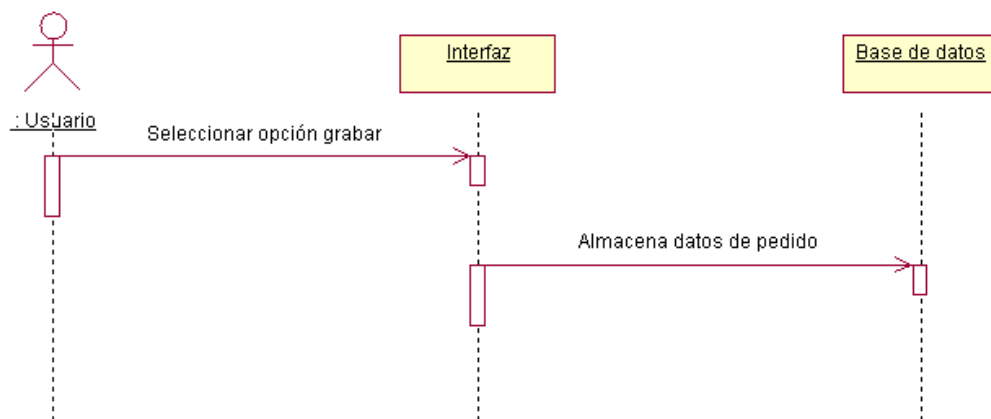 Interfaz
Base de datos
: Usuario
Seleccionar opción grabar
Almacena datos de pedido